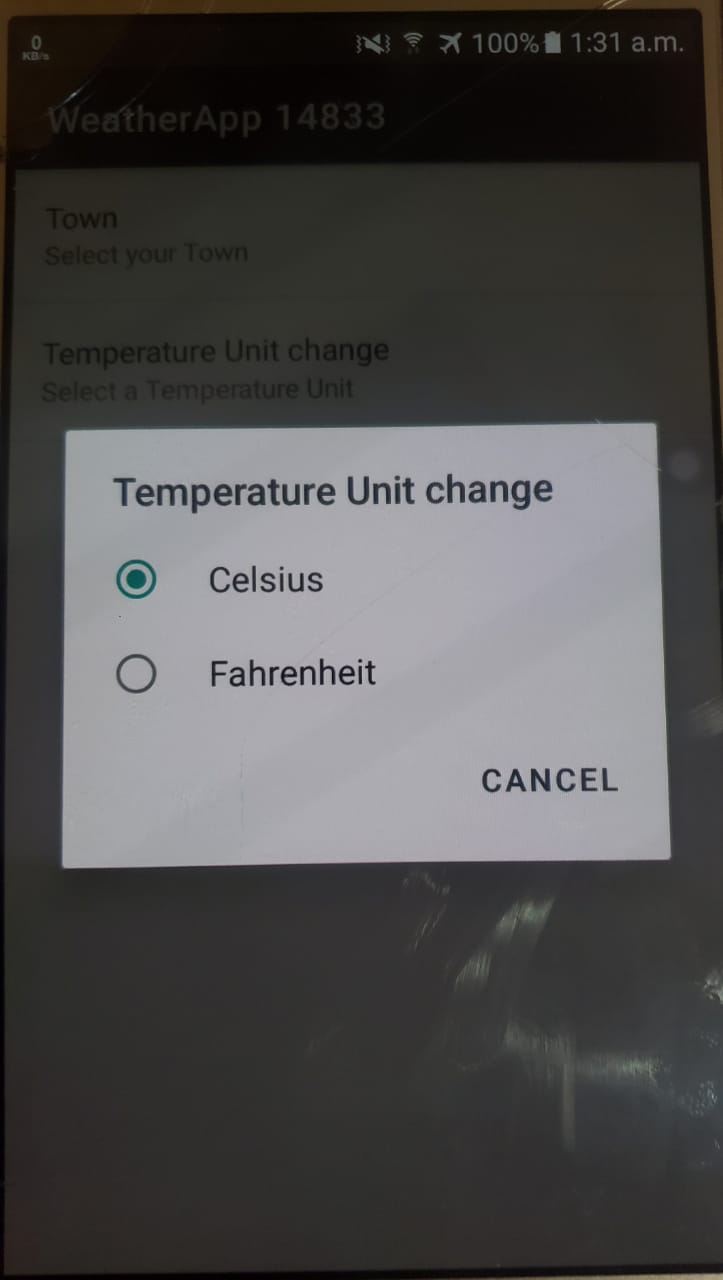 0
KB/s
100% 1:31 a.m.
WeatherApp 14833
Town
Select your Town
Temperature Unit change
Select a Temperature Unit
Temperature Unit change
Celsius
Fahrenheit
CANCEL